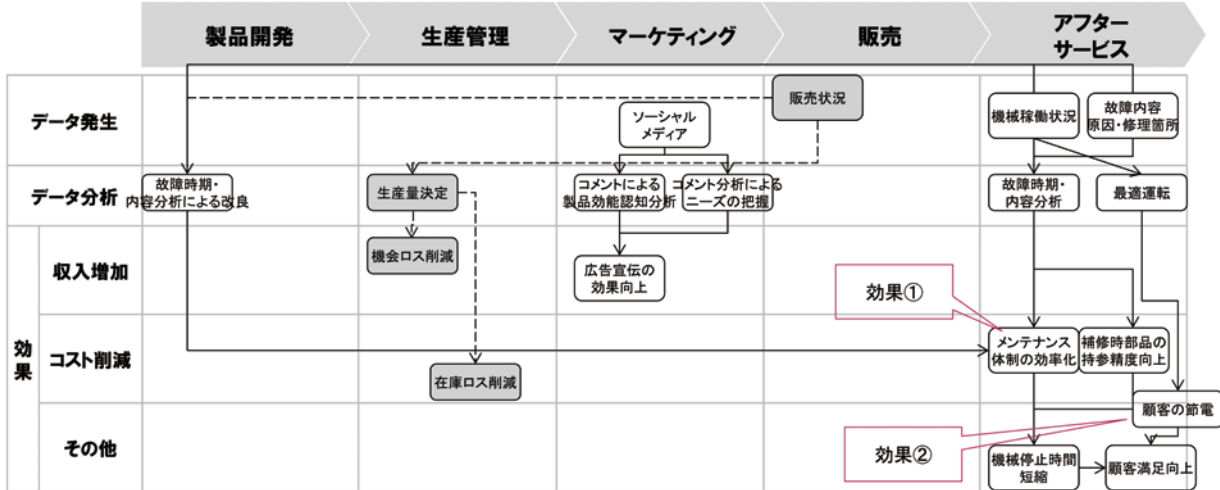 製品開発
生産管理
マーケティング
販売
アフター
サービス
データ発生
販売状況
ソーシャル
メディア
機械稼働状況
故障内容
原因・修理箇所
データ分析
故障時期・
内容分析による改良
生産量決定
コメントによる
製品効能認知分析
コメント分析による
ニーズの把握
故障時期・
内容分析
最適運転
効果
収入増加
機会ロス削減
広告宣伝の
効果向上
効果①
コスト削減
在庫ロス削減
メンテナンス
体制の効率化
補修時部品の
持参精度向上
顧客の節電
その他
効果②
機械停止時間
短縮
顧客満足向上